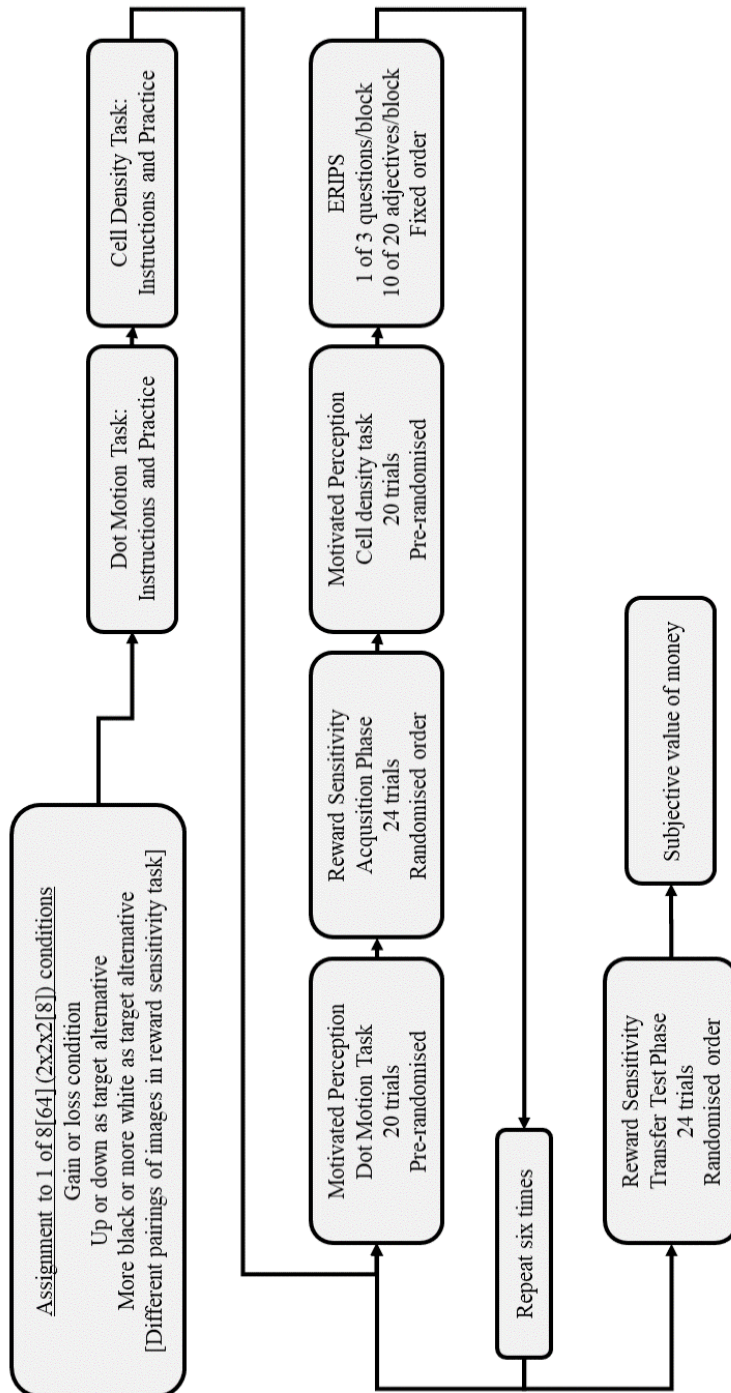 Assignment to 1 of 8[64] (2x2x2[8]) conditions
Gain or loss condition
Up or down as target alternative
More black or more white as target alternative
[Different pairings of images in reward sensitivity task]
Dot Motion Task:
Instructions and Practice
Cell Density Task:
Instructions and Practice
Motivated Perception
Dot Motion Task
20 trials
Pre-randomised
Reward Sensitivity
Acqusition Phase
24 trials
Randomised order
Motivated Perception
Cell density task
20 trials
Pre-randomised
ERIPS
1 of 3 questions/block
10 of 20 adjectives/block
Fixed order
Repeat six times
Reward Sensitivity
Transfer Test Phase
24 trials
Randomised order
Subjective value of money